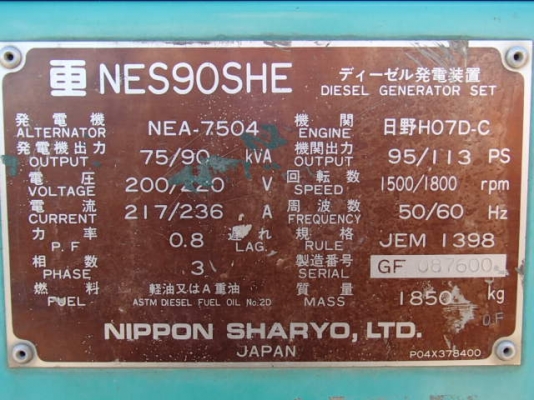 重 NES90SHE ディーゼル発電装置
DIESEL GENERATOR SET
発電機 機関
ALTERNATOR NEA-7504 ENGINE 日野H07D-C
発電機出力 機関出力
OUTPUT 75/90 kVA OUTPUT 95/113 PS
電圧 回転数
VOLTAGE 200/220 V SPEED 1500/1800 rpm
電流 周波数
CURRENT 217/236 A FREQUENCY 50/60 Hz
力率 遅れ 規格
P.F 0.8 LAG. RULE JEM 1398
相数 製造番号
PHASE 3 SERIAL GF 087600
燃料 軽油又はA重油 質量
FUEL ASTM DIESEL FUEL OIL No.2D MASS 1850 kg
O.F
NIPPON SHARYO, LTD.
JAPAN
P04X378400